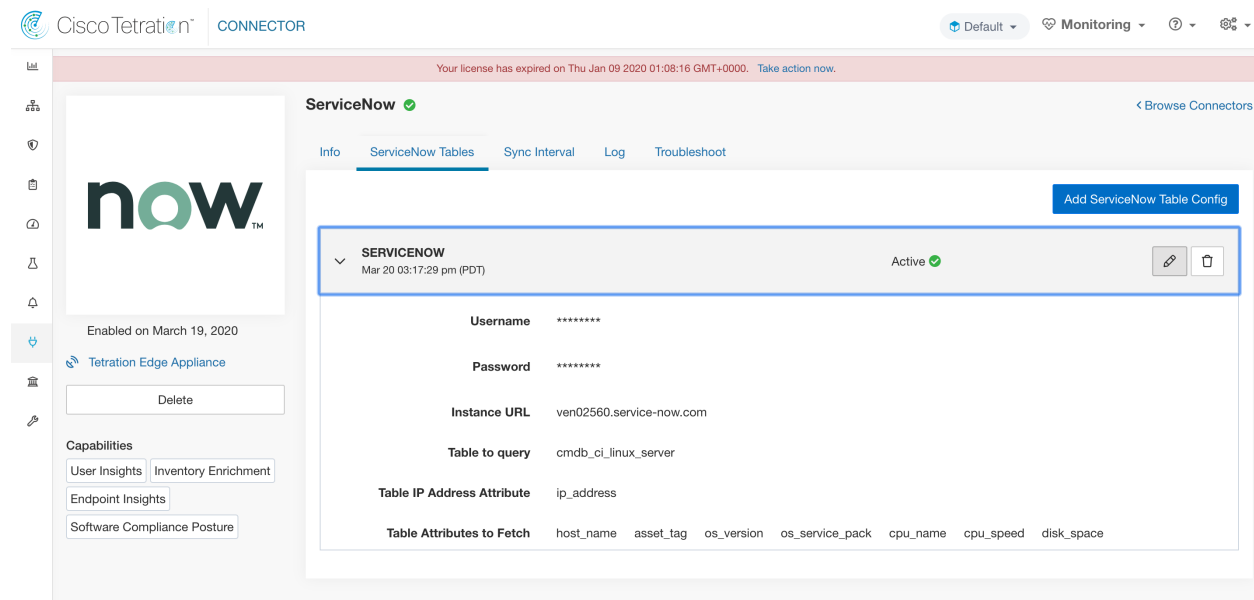 Cisco Tetration™ CONNECTOR Default Monitoring
Your license has expired on Thu Jan 09 2020 01:08:16 GMT+0000. Take action now.
now™
Enabled on March 19, 2020
Tetration Edge Appliance
Delete
Capabilities
User Insights Inventory Enrichment
Endpoint Insights
Software Compliance Posture
ServiceNow
< Browse Connectors
Info ServiceNow Tables Sync Interval Log Troubleshoot
Add ServiceNow Table Config
SERVICENOW
Mar 20 03:17:29 pm (PDT)
Active
Username ********
Password ********
Instance URL ven02560.service-now.com
Table to query cmdb_ci_linux_server
Table IP Address Attribute ip_address
Table Attributes to Fetch host_name asset_tag os_version os_service_pack cpu_name cpu_speed disk_space